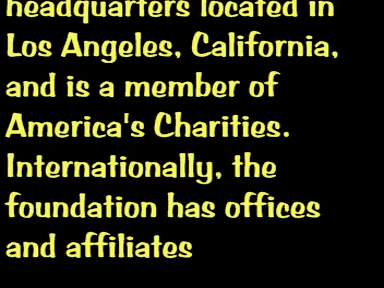 headquarters located in
Los Angeles, California,
and is a member of
America's Charities.
Internationally, the
foundation has offices
and affiliates